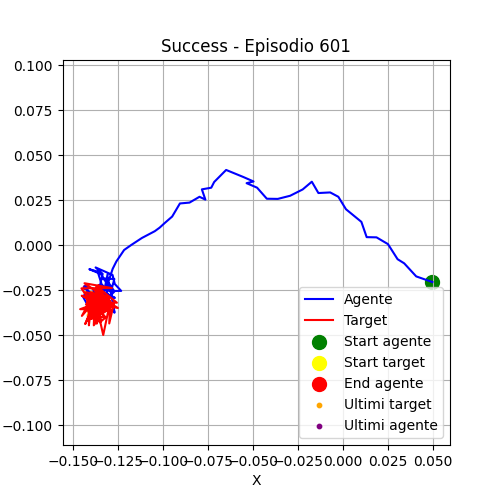 Success - Episodio 601
0.100
0.075
0.050
0.025
0.000
−0.025
−0.050
−0.075
−0.100
−0.150 −0.125 −0.100 −0.075 −0.050 −0.025 0.000 0.025 0.050
X
Agente
Target
Start agente
Start target
End agente
Ultimi target
Ultimi agente